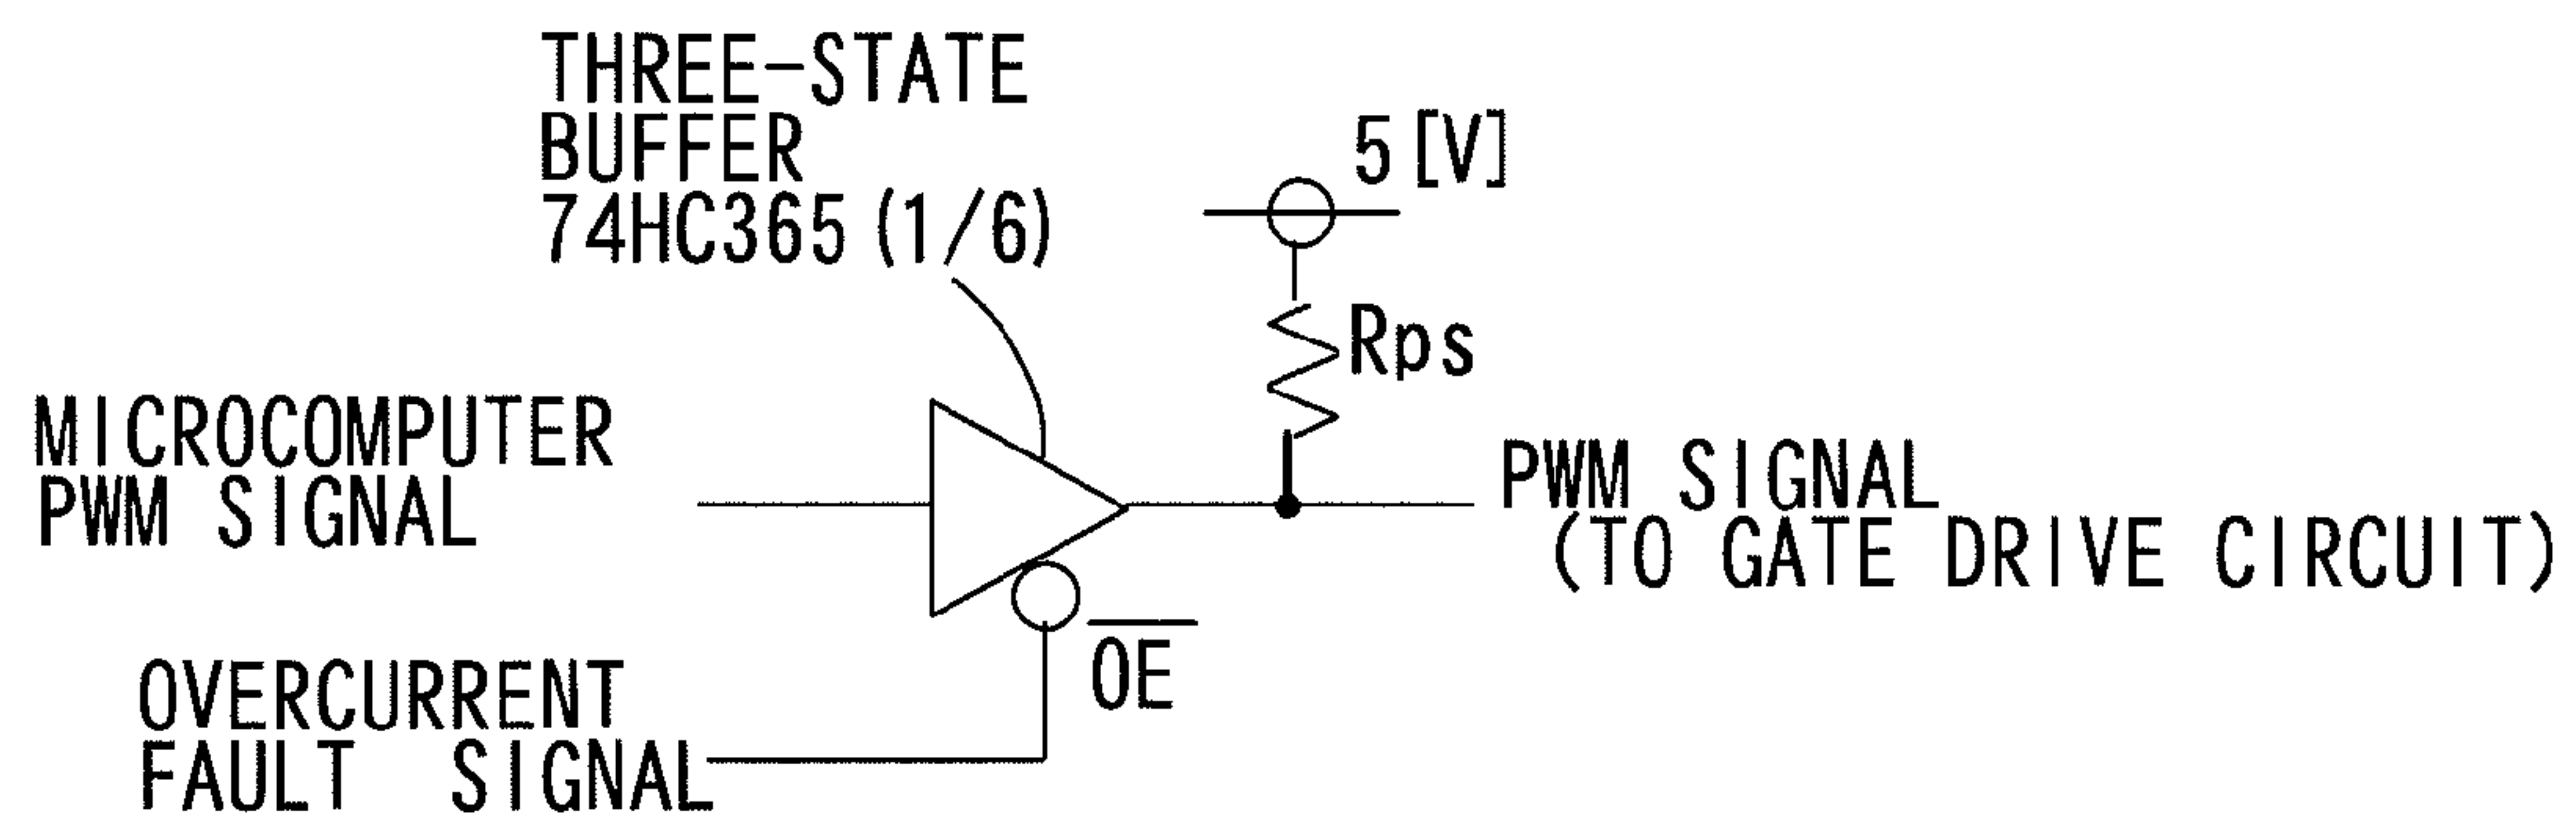 THREE-STATE
BUFFER
74HC365(1/6)
5[V]
Rps
MICROCOMPUTER
PWM SIGNAL
PWM SIGNAL
(TO GATE DRIVE CIRCUIT)
OE
OVERCURRENT
FAULT SIGNAL